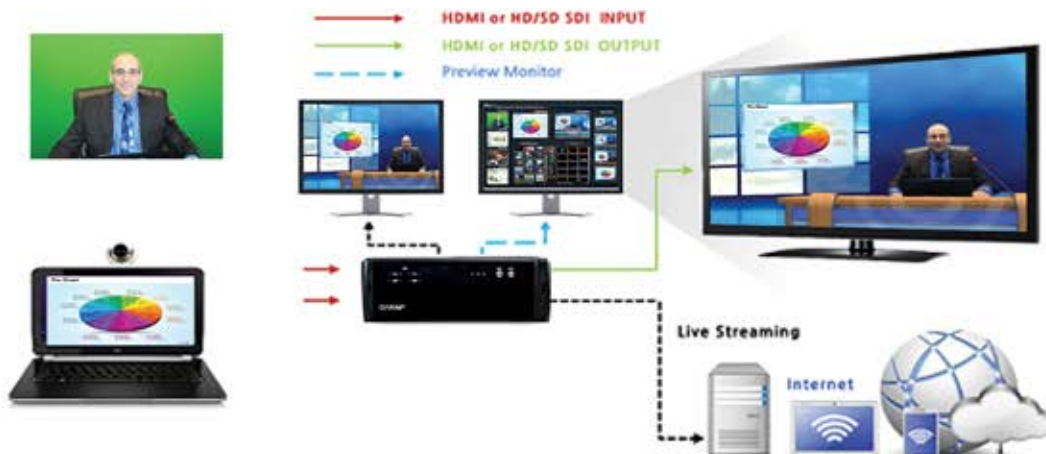 HDMI or HD/SD SDI INPUT
HDMI or HD/SD SDI OUTPUT
Preview Monitor
Live Streaming
Internet